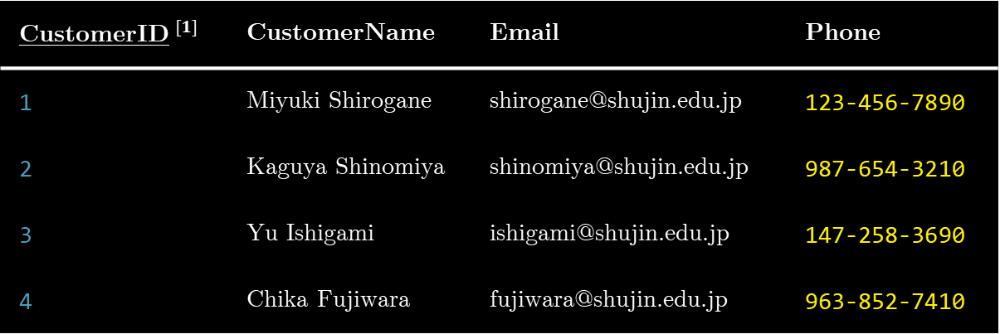 CustomerID [1] CustomerName Email Phone
1 Miyuki Shirogane shirogane@shujin.edu.jp 123-456-7890
2 Kaguya Shinomiya shinomiya@shujin.edu.jp 987-654-3210
3 Yu Ishigami ishigami@shujin.edu.jp 147-258-3690
4 Chika Fujiwara fujiwara@shujin.edu.jp 963-852-7410